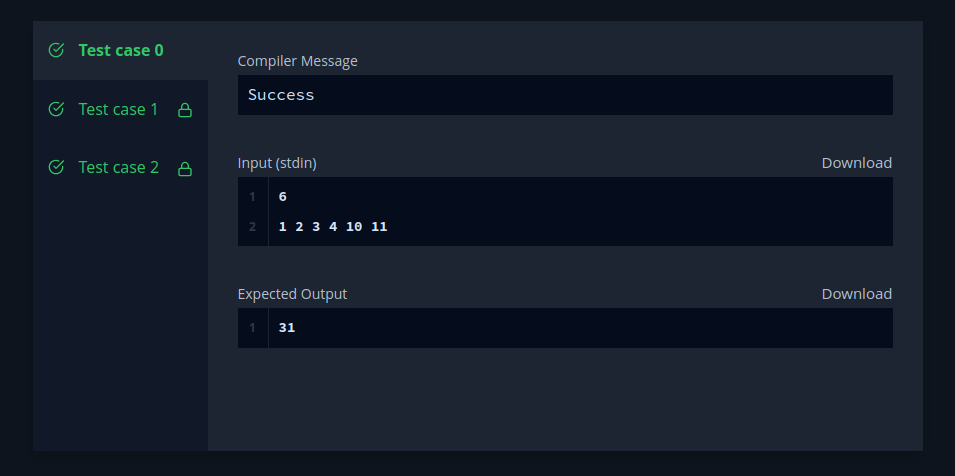 Test case 0
Test case 1
Test case 2
Compiler Message
Success
Input (stdin)
Download
1 6
2 1 2 3 4 10 11
Expected Output
Download
1 31